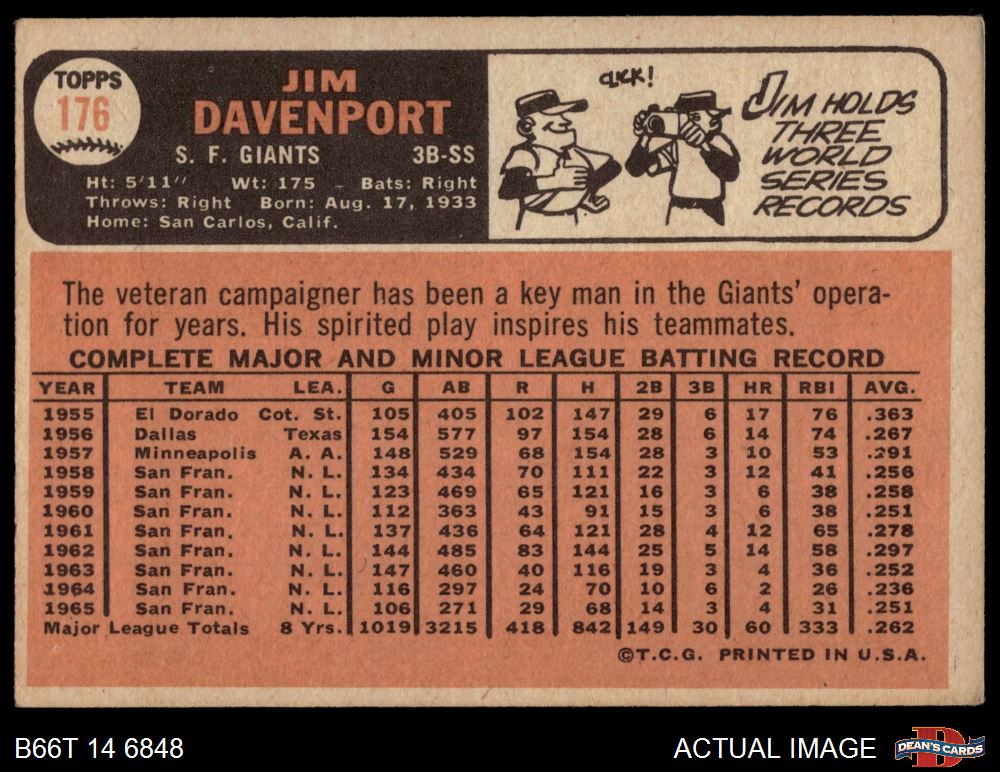 TOPPS
176
JIM
DAVENPORT
S. F. GIANTS 3B-SS
Ht: 5'11" Wt: 175 Bats: Right
Throws: Right Born: Aug. 17, 1933
Home: San Carlos, Calif.
CLICK!
JIM HOLDS
THREE
WORLD
SERIES
RECORDS
The veteran campaigner has been a key man in the Giants' opera-
tion for years. His spirited play inspires his teammates.
COMPLETE MAJOR AND MINOR LEAGUE BATTING RECORD
YEAR TEAM LEA. G AB R H 2B 3B HR RBI AVG.
1955 El Dorado Cot. St. 105 405 102 147 29 6 17 76 .363
1956 Dallas Texas 154 577 97 154 28 6 14 74 .267
1957 Minneapolis A. A. 148 529 68 154 28 3 10 53 .291
1958 San Fran. N. L. 134 434 70 111 22 3 12 41 .256
1959 San Fran. N. L. 123 469 65 121 16 3 6 38 .258
1960 San Fran. N. L. 112 363 43 91 15 3 6 38 .251
1961 San Fran. N. L. 137 436 64 121 28 4 12 65 .278
1962 San Fran. N. L. 144 485 83 144 25 5 14 58 .297
1963 San Fran. N. L. 147 460 40 116 19 3 4 36 .252
1964 San Fran. N. L. 116 297 24 70 10 6 2 26 .236
1965 San Fran. N. L. 106 271 29 68 14 3 4 31 .251
Major League Totals 8 Yrs. 1019 3215 418 842 149 30 60 333 .262
©T.C.G. PRINTED IN U.S.A.
B66T 14 6848 ACTUAL IMAGE DEAN'S CARDS